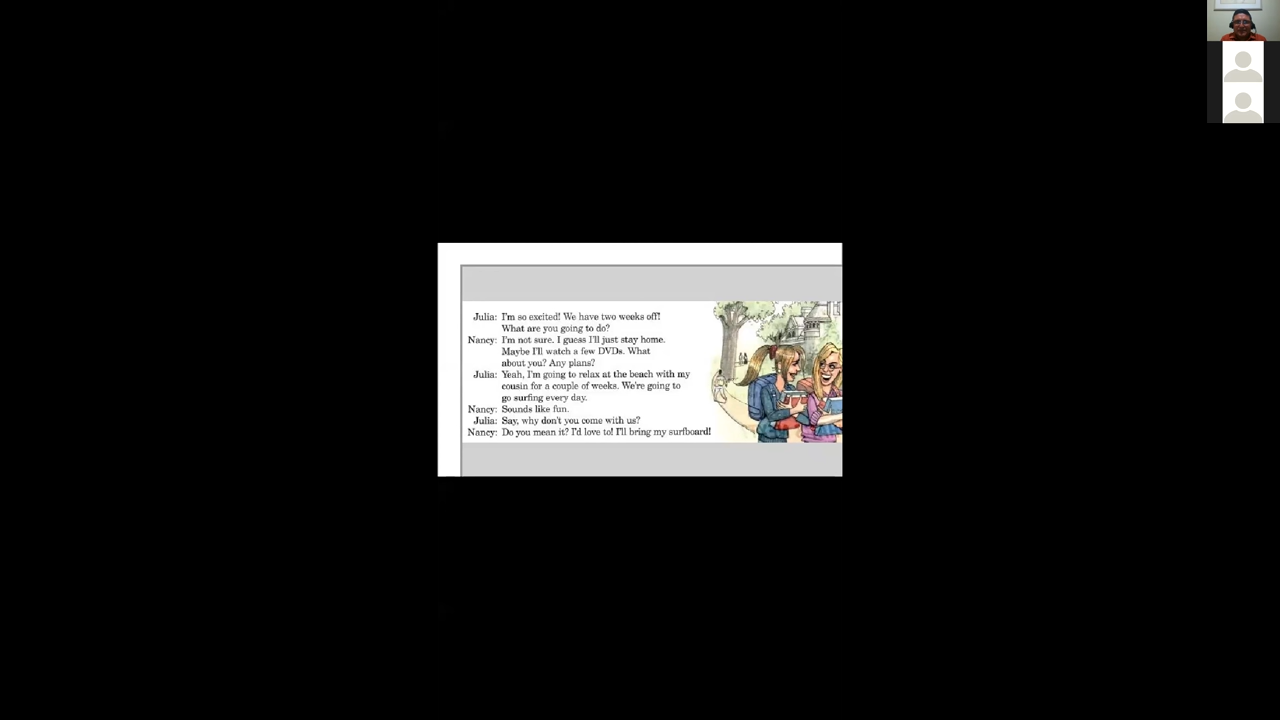 Julia: I'm so excited! We have two weeks off!
What are you going to do?
Nancy: I'm not sure. I guess I'll just stay home.
Maybe I'll watch a few DVDs. What
about you? Any plans?
Julia: Yeah, I'm going to relax at the beach with my
cousin for a couple of weeks. We're going to
go surfing every day.
Nancy: Sounds like fun.
Julia: Say, why don't you come with us?
Nancy: Do you mean it? I'd love to! I'll bring my surfboard!